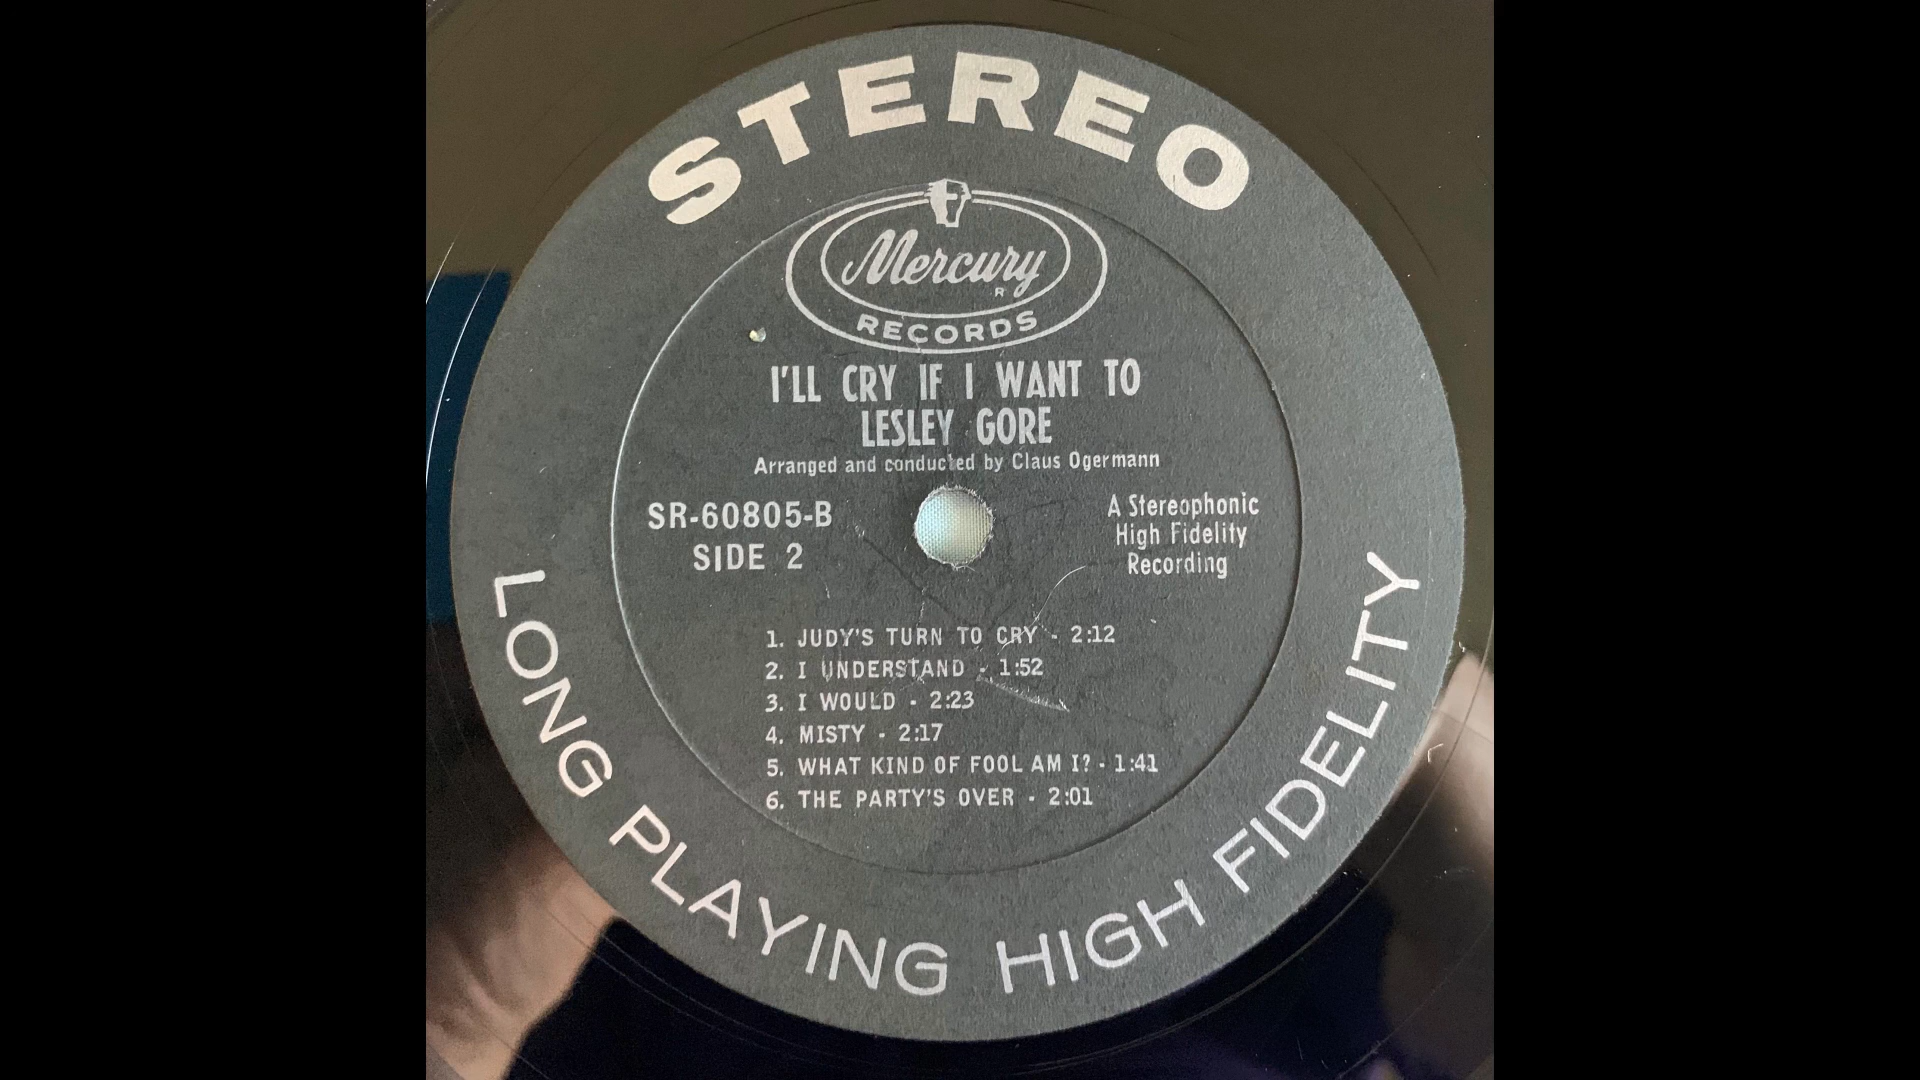 STEREO
Mercury
R
RECORDS
I'LL CRY IF I WANT TO
LESLEY GORE
Arranged and conducted by Claus Ogermann
SR-60805-B
SIDE 2
A Stereophonic
High Fidelity
Recording
1. JUDY'S TURN TO CRY - 2:12
2. I UNDERSTAND - 1:52
3. I WOULD - 2:23
4. MISTY - 2:17
5. WHAT KIND OF FOOL AM I? - 1:41
6. THE PARTY'S OVER - 2:01
LONG PLAYING HIGH FIDELITY